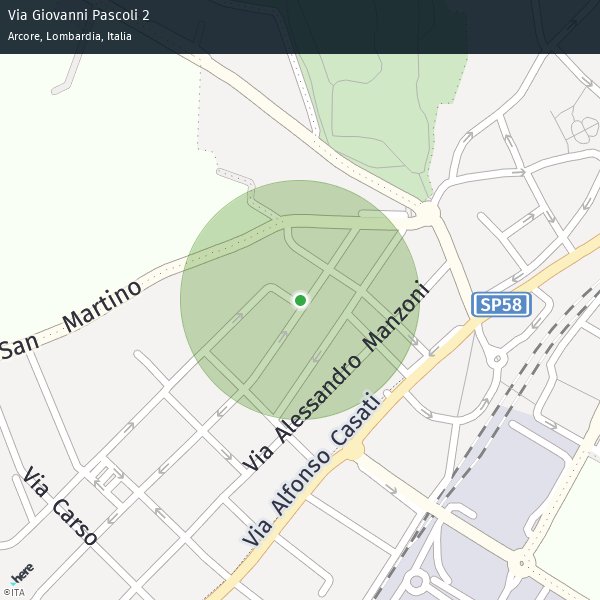 Via Giovanni Pascoli 2
Arcore, Lombardia, Italia
SP58
San Martino
Via Alessandro Manzoni
Via Alfonso Casati
Via Carso
here
©ITA